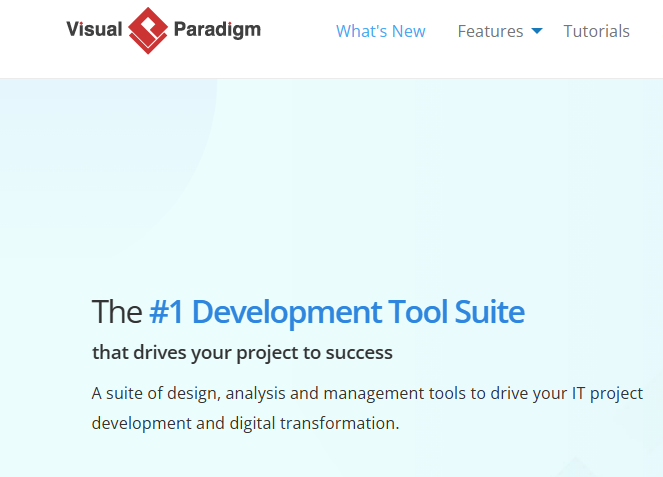 Visual Paradigm
What's New Features Tutorials
The #1 Development Tool Suite
that drives your project to success
A suite of design, analysis and management tools to drive your IT project
development and digital transformation.